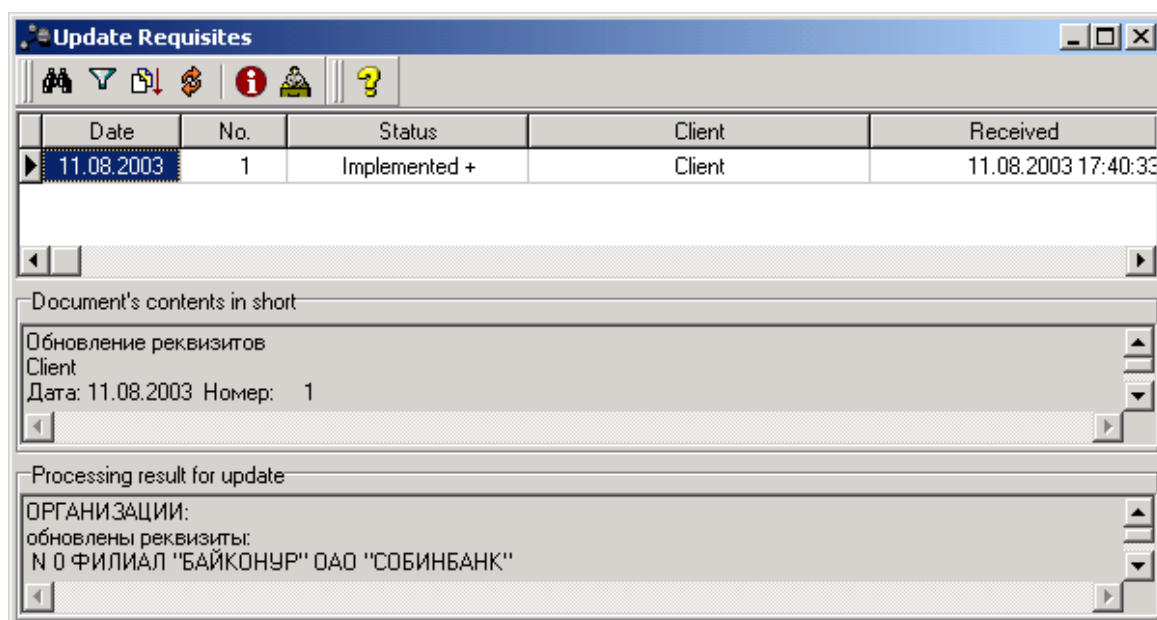 Update Requisites
Date No. Status Client Received
11.08.2003 1 Implemented + Client 11.08.2003 17:40:33
Document's contents in short
Обновление реквизитов
Client
Дата: 11.08.2003 Номер: 1
Processing result for update
ОРГАНИЗАЦИИ:
обновлены реквизиты:
N 0 ФИЛИАЛ "БАЙКОНУР" ОАО "СОБИНБАНК"